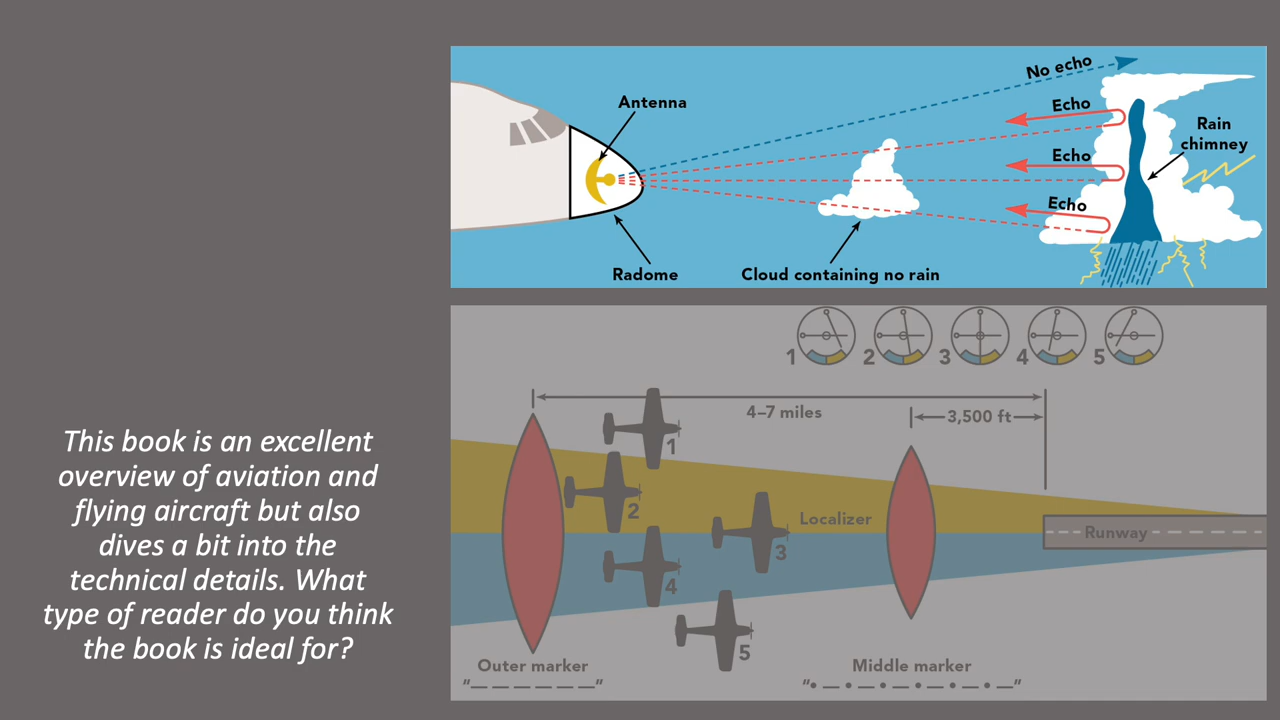 This book is an excellent
overview of aviation and
flying aircraft but also
dives a bit into the
technical details. What
type of reader do you think
the book is ideal for?
No echo
Antenna
Echo
Rain
chimney
Echo
Echo
Radome
Cloud containing no rain
1 2 3 4 5
4–7 miles
3,500 ft
1
2
Localizer
3
Runway
4
5
Outer marker
Middle marker
"— — — — — —"
"• — • — • — • — • — • —"